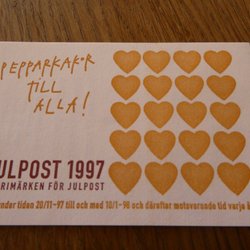 PEPPARKAKOR
TILL
ALLA!
JULPOST 1997
FRIMÄRKEN FÖR JULPOST
under tiden 20/11–97 till och med 10/1–98 och därefter motsvarande tid varje